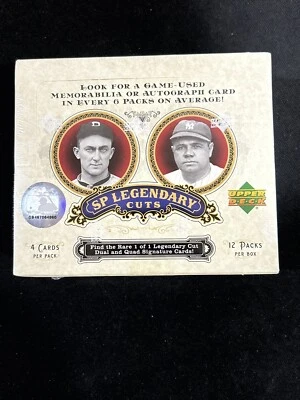 LOOK FOR A GAME-USED
MEMORABILIA OR AUTOGRAPH CARD
IN EVERY 6 PACKS ON AVERAGE!
D
NY
SP LEGENDARY
CUTS
UPPER
DECK
4 CARDS
PER PACK
Find the Rare 1 of 1 Legendary Cut
Dual and Quad Signature Cards!
12 PACKS
PER BOX